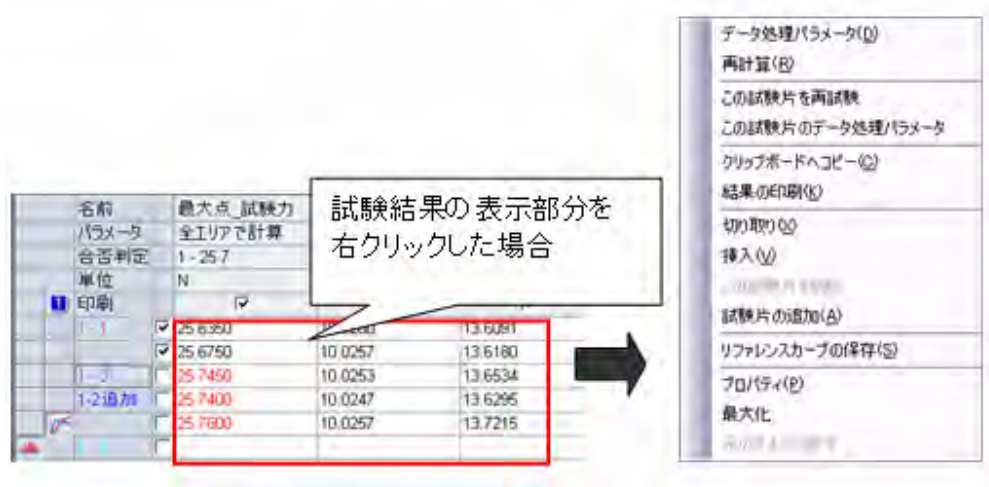 名前 最大点_試験力
パラメータ 全エリアで計算
合否判定 1 - 25.7
単位 N
1 印刷
試験結果の表示部分を
右クリックした場合
1-1 25.6350 13.6091
25.6750 10.0257 13.6180
25.7450 10.0253 13.6534
1-2追加 25.7400 10.0247 13.6295
25.7600 10.0257 13.7215
データ処理パラメータ(D)
再計算(R)
この試験片を再試験
この試験片のデータ処理パラメータ
クリップボードへコピー(C)
結果の印刷(K)
切り取り(X)
挿入(V)
試験片の追加(A)
リファレンスカーブの保存(S)
プロパティ(P)
最大化